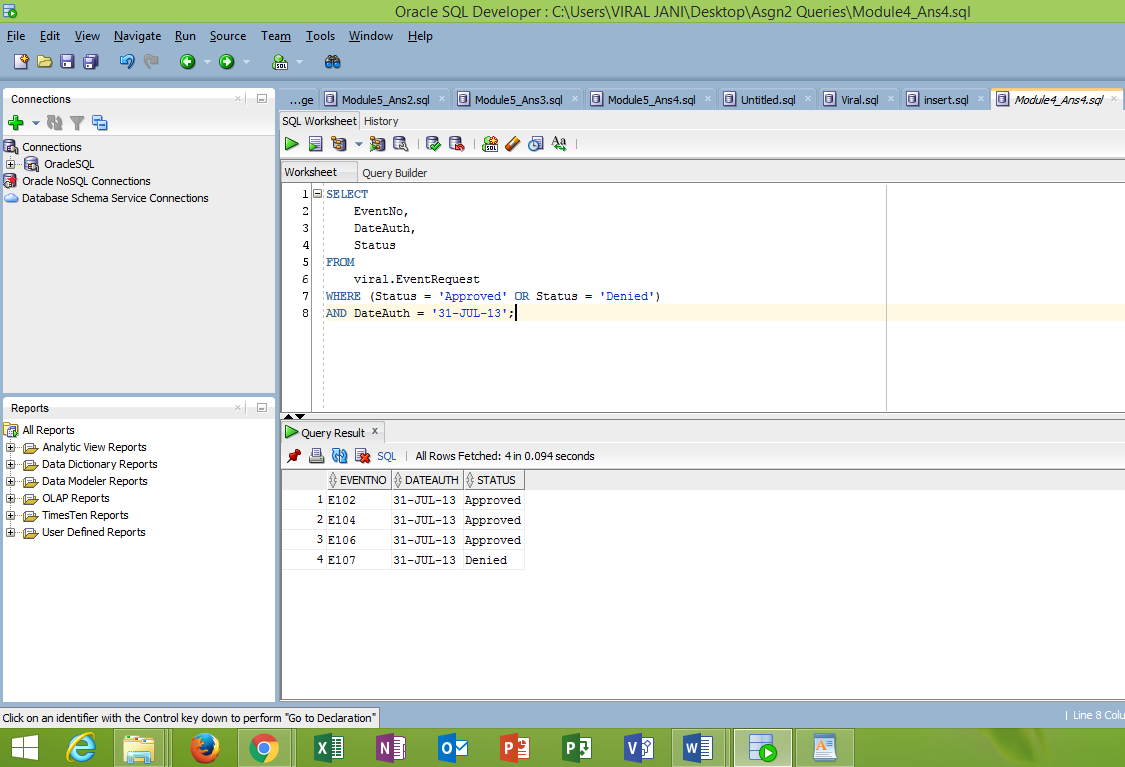 Oracle SQL Developer : C:\Users\VIRAL JANI\Desktop\Asgn2 Queries\Module4_Ans4.sql
File Edit View Navigate Run Source Team Tools Window Help
SQL
Connections
...ge Module5_Ans2.sql Module5_Ans3.sql Module5_Ans4.sql Untitled.sql Viral.sql insert.sql Module4_Ans4.sql
SQL Worksheet History
SQL Aa
Connections
OracleSQL
Oracle NoSQL Connections
Database Schema Service Connections
Worksheet Query Builder
1 SELECT
2 EventNo,
3 DateAuth,
4 Status
5 FROM
6 viral.EventRequest
7 WHERE (Status = 'Approved' OR Status = 'Denied')
8 AND DateAuth = '31-JUL-13';
Reports
All Reports
Analytic View Reports
Data Dictionary Reports
Data Modeler Reports
OLAP Reports
TimesTen Reports
User Defined Reports
Query Result
SQL | All Rows Fetched: 4 in 0.094 seconds
EVENTNO DATEAUTH STATUS
1 E102 31-JUL-13 Approved
2 E104 31-JUL-13 Approved
3 E106 31-JUL-13 Approved
4 E107 31-JUL-13 Denied
Click on an identifier with the Control key down to perform "Go to Declaration"
| Line 8 Colu